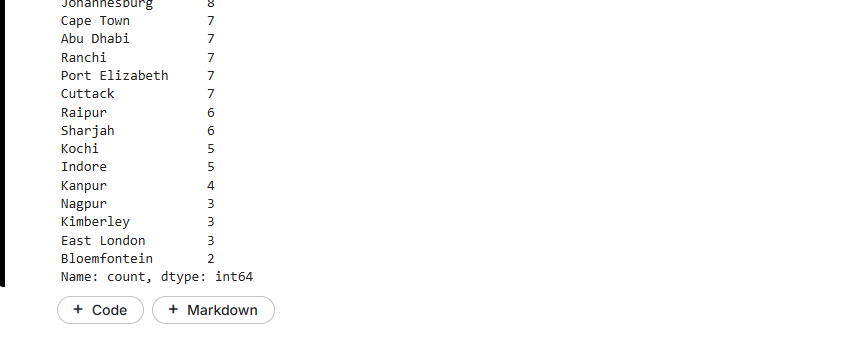 Johannesburg 8
Cape Town 7
Abu Dhabi 7
Ranchi 7
Port Elizabeth 7
Cuttack 7
Raipur 6
Sharjah 6
Kochi 5
Indore 5
Kanpur 4
Nagpur 3
Kimberley 3
East London 3
Bloemfontein 2
Name: count, dtype: int64
+ Code + Markdown